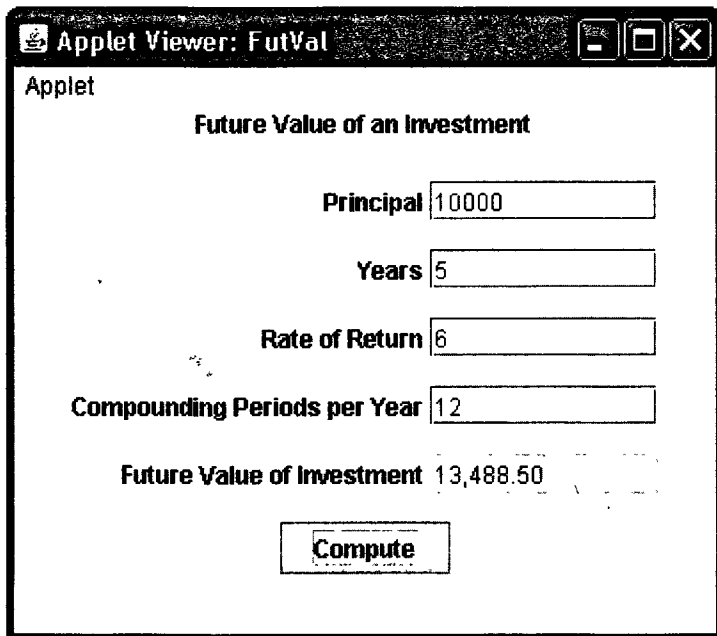 Applet Viewer: FutVal
Applet
Future Value of an Investment
Principal 10000
Years 5
Rate of Return 6
Compounding Periods per Year 12
Future Value of Investment 13,488.50
Compute